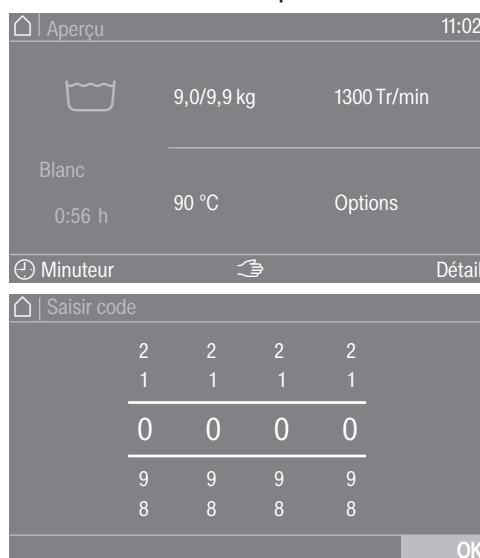 Aperçu 11:02
9,0/9,9 kg 1300 Tr/min
Blanc
90 °C Options
0:56 h
Minuteur Détail
Saisir code
2 2 2 2
1 1 1 1
0 0 0 0
9 9 9 9
8 8 8 8
OK